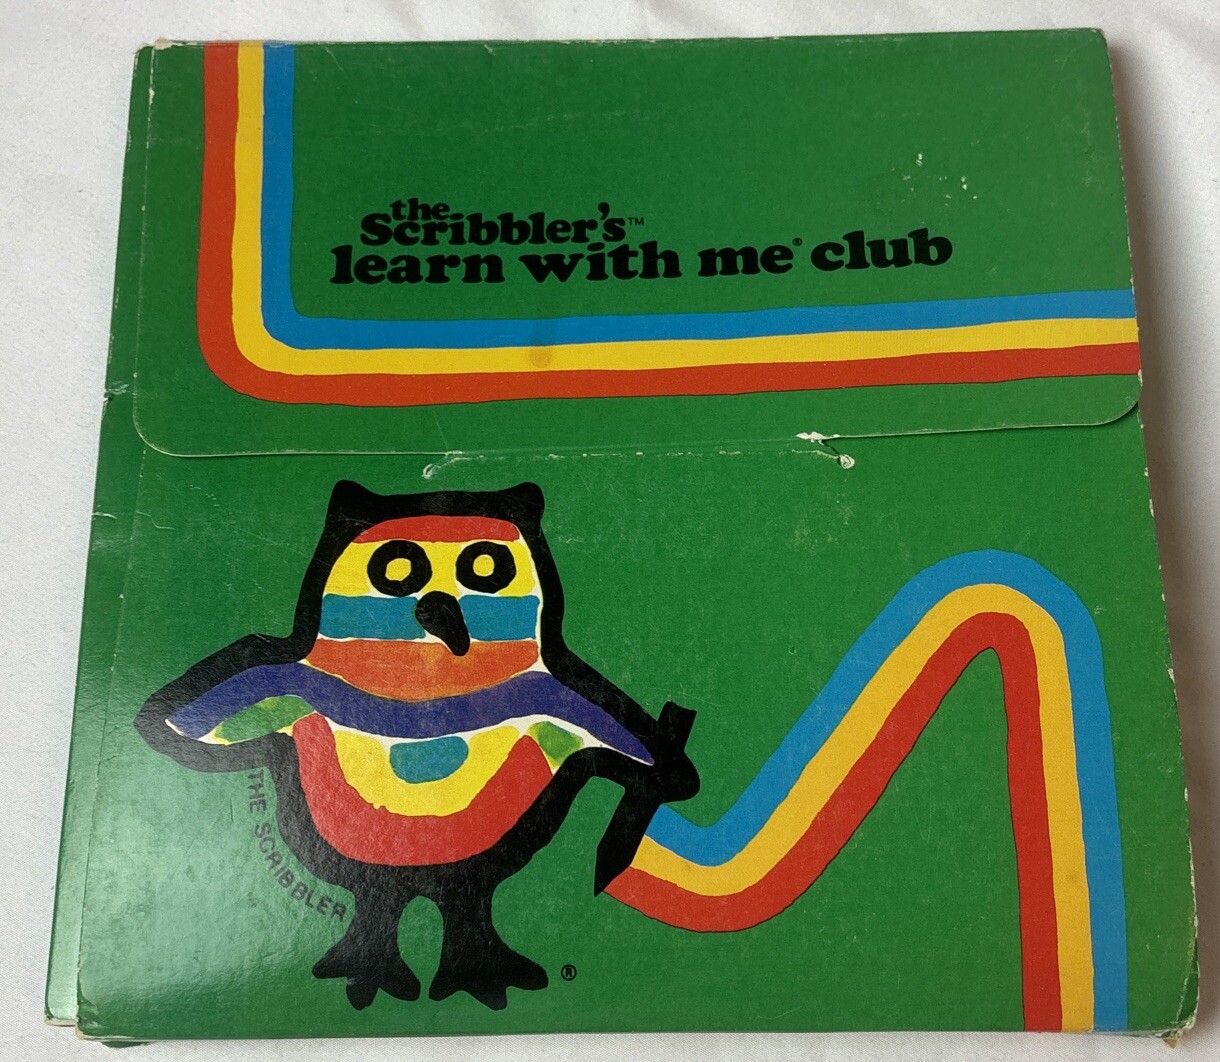 the
Scribbler's™
learn with me® club
THE SCRIBBLER
®